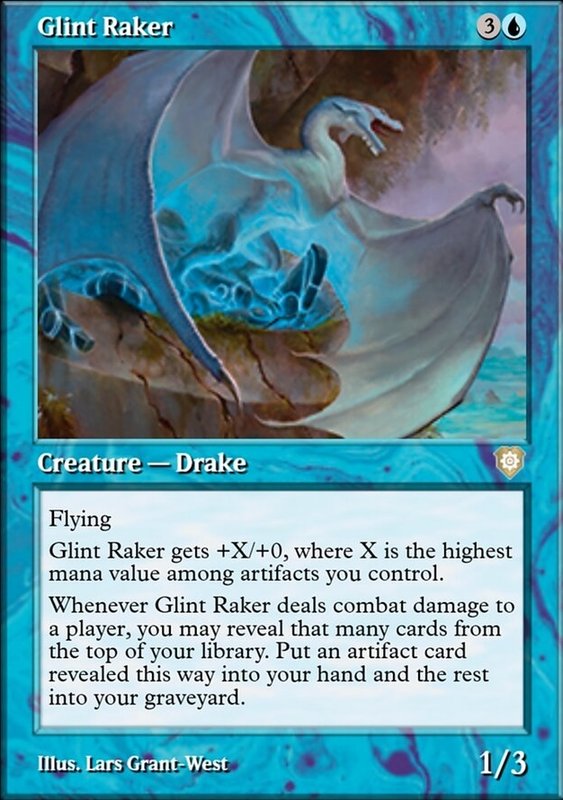 Glint Raker 3
Creature — Drake
Flying
Glint Raker gets +X/+0, where X is the highest
mana value among artifacts you control.
Whenever Glint Raker deals combat damage to
a player, you may reveal that many cards from
the top of your library. Put an artifact card
revealed this way into your hand and the rest
into your graveyard.
Illus. Lars Grant-West 1/3